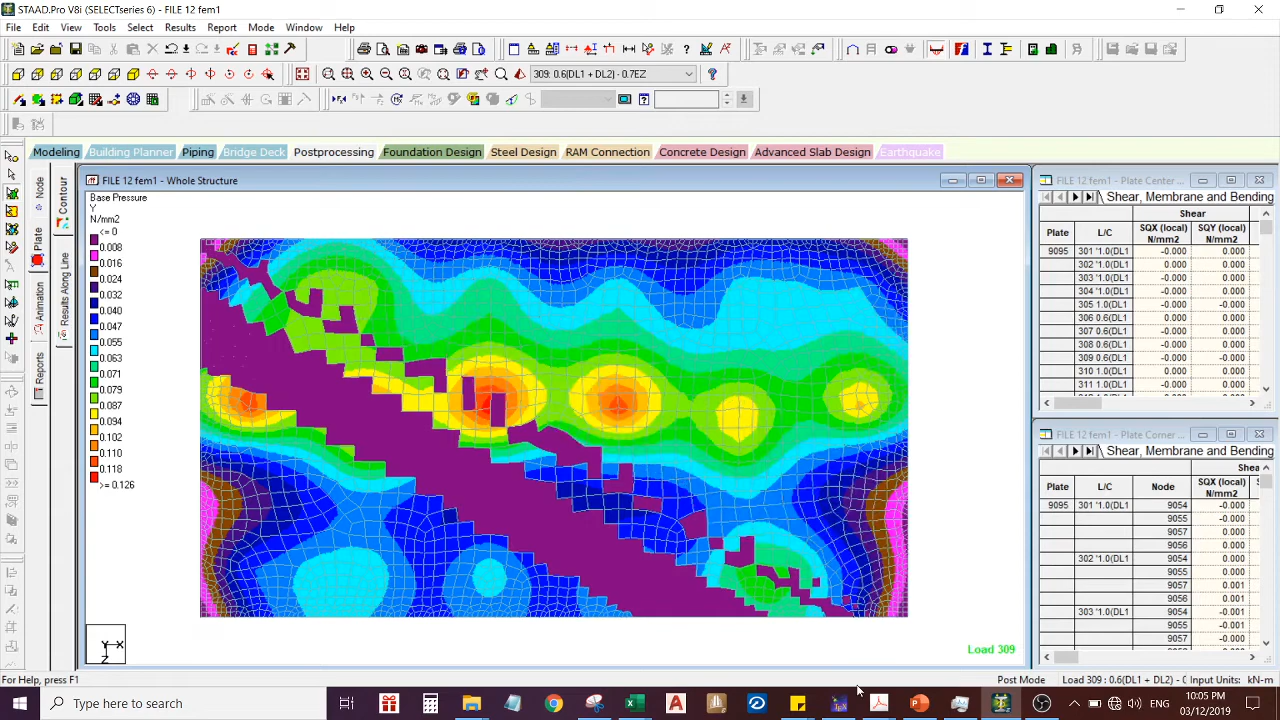 STAAD.Pro V8i (SELECTseries 6) - FILE 12 fem1
File Edit View Tools Select Results Report Mode Window Help
309: 0.6(DL1 + DL2) - 0.7EZ
Modeling Building Planner Piping Bridge Deck Postprocessing Foundation Design Steel Design RAM Connection Concrete Design Advanced Slab Design Earthquake
Node
Plate
Animation
Reports
Contour
Results Along Line
FILE 12 fem1 - Whole Structure
Base Pressure
Y
N/mm2
<= 0
0.008
0.016
0.024
0.032
0.040
0.047
0.055
0.063
0.071
0.079
0.087
0.094
0.102
0.110
0.118
>= 0.126
Y X
Z
Load 309
FILE 12 fem1 - Plate Center ...
Shear, Membrane and Bending
Shear
Plate L/C SQX (local) SQY (local)
N/mm2 N/mm2
9095 301 '1.0(DL1 -0.000 0.000
302 '1.0(DL1 0.000 0.000
303 '1.0(DL1 -0.000 0.000
304 '1.0(DL1 -0.000 -0.000
305 1.0(DL1 -0.000 0.000
306 0.6(DL1 0.000 0.000
307 0.6(DL1 -0.000 0.000
308 0.6(DL1 -0.000 0.000
309 0.6(DL1 -0.000 0.000
310 1.0(DL1 0.000 0.000
311 1.0(DL1 -0.000 0.000
FILE 12 fem1 - Plate Corner ...
Shear, Membrane and Bending
Shea
Plate L/C Node SQX (local)
N/mm2
9095 301 '1.0(DL1 9054 -0.000
9055 -0.000
9057 -0.000
9056 -0.000
302 '1.0(DL1 9054 0.000
9055 0.000
9057 0.001
9056 0.001
303 '1.0(DL1 9054 -0.001
9055 -0.001
9057 -0.000
For Help, press F1
Post Mode
Load 309 : 0.6(DL1 + DL2) - 0 Input Units: kN-m
Type here to search
10:05 PM
03/12/2019